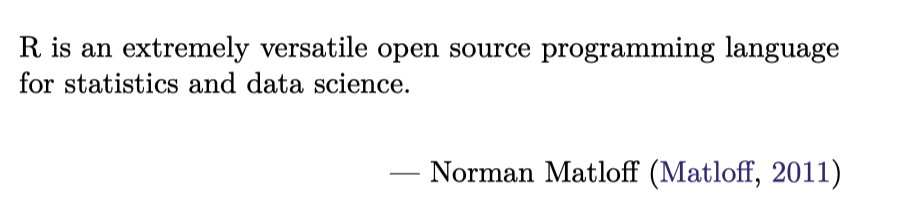 R is an extremely versatile open source programming language
for statistics and data science.
— Norman Matloff (Matloff, 2011)